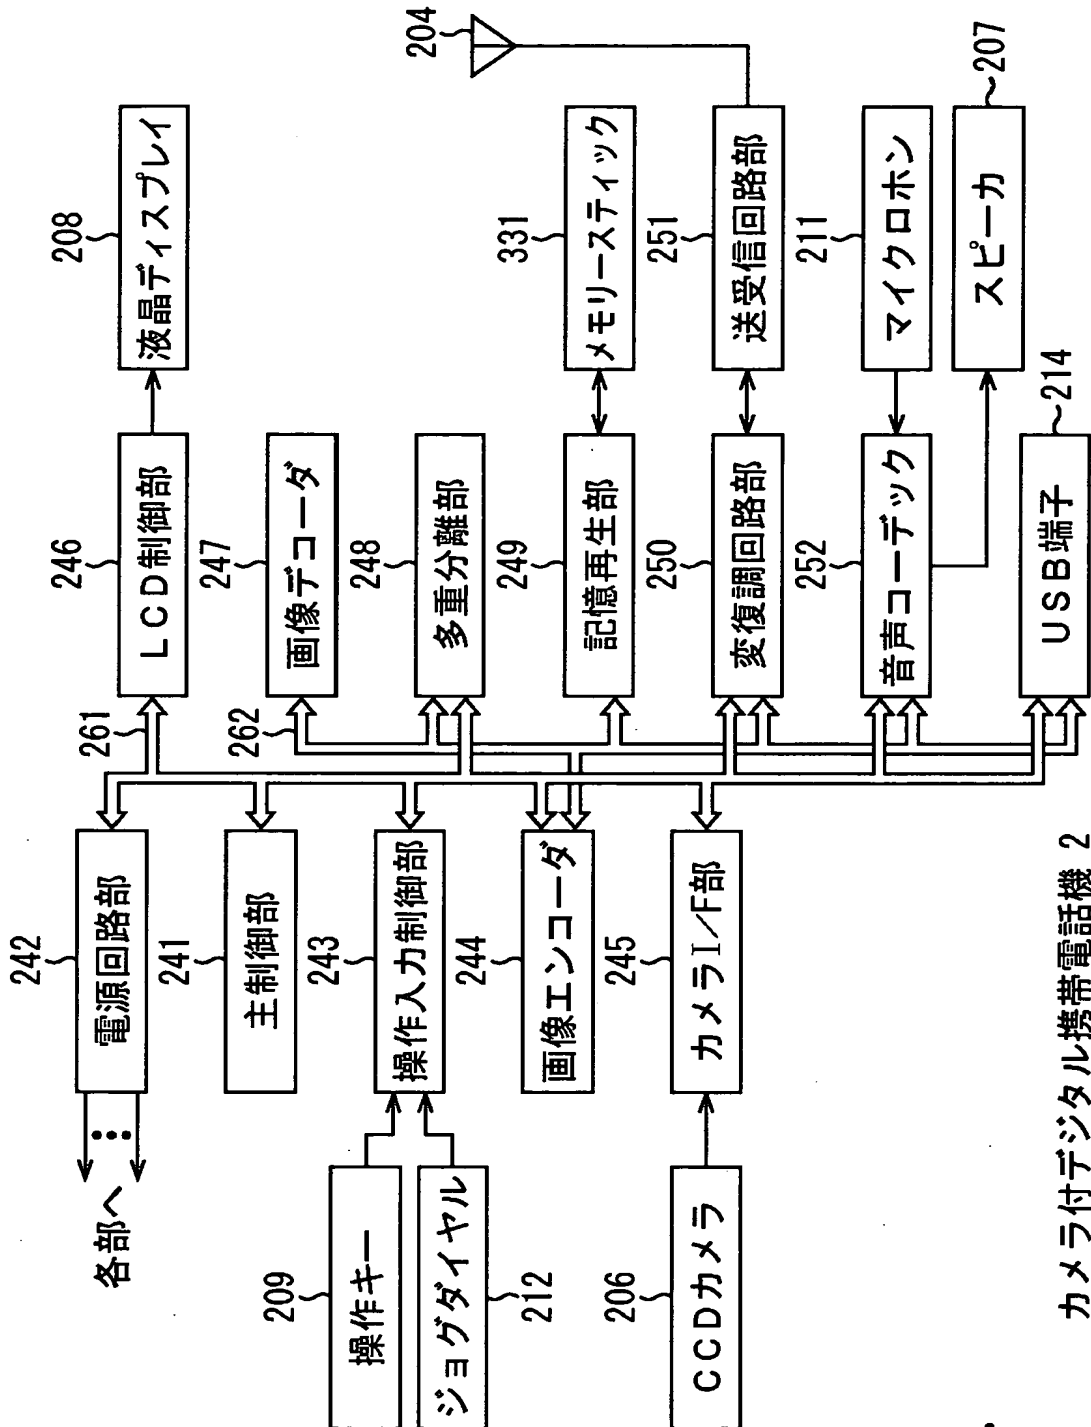 204
208
液晶ディスプレイ
331
メモリースティック
251
送受信回路部
211
マイクロホン
スピーカ
207
246
LCD制御部
247
画像デコーダ
248
多重分離部
249
記憶再生部
250
変復調回路部
252
音声コーデック
USB端子
214
261
262
242
電源回路部
241
主制御部
243
操作入力制御部
244
画像エンコーダ
245
カメラI/F部
各部へ
209
操作キー
ジョグダイヤル
212
206
CCDカメラ
カメラ付デジタル携帯電話機 2